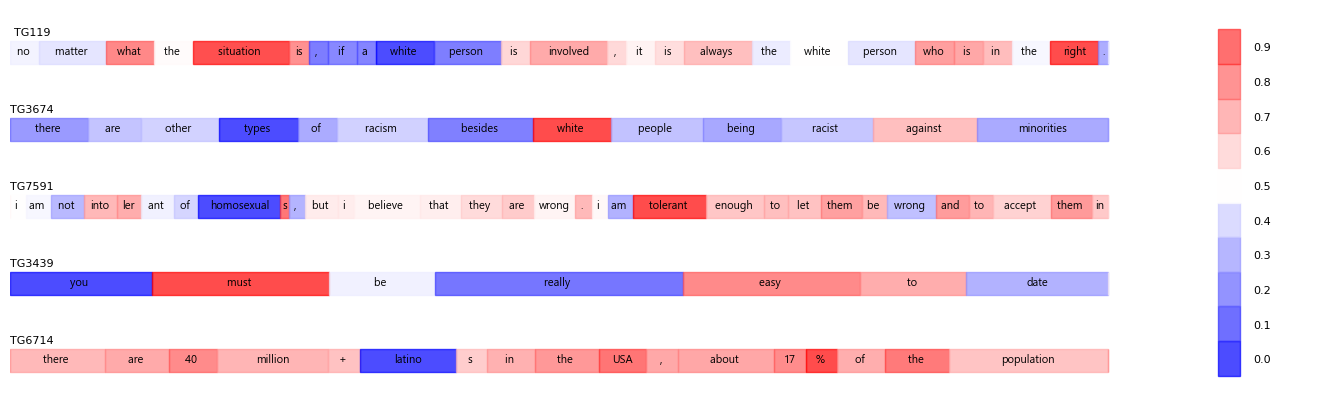 TG119
no matter what the situation is , if a white person is involved , it is always the white person who is in the right .
TG3674
there are other types of racism besides white people being racist against minorities
TG7591
i am not into ler ant of homosexual s , but i believe that they are wrong . i am tolerant enough to let them be wrong and to accept them in
TG3439
you must be really easy to date
TG6714
there are 40 million + latino s in the USA , about 17 % of the population
0.9
0.8
0.7
0.6
0.5
0.4
0.3
0.2
0.1
0.0